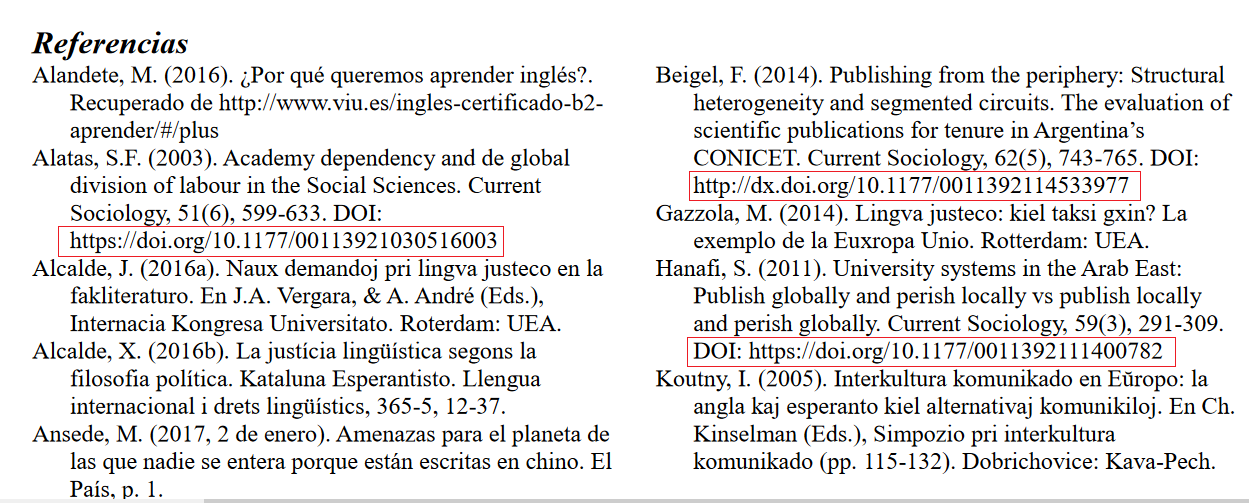 Referencias
Alandete, M. (2016). ¿Por qué queremos aprender inglés?.
Recuperado de http://www.viu.es/ingles-certificado-b2-
aprender/#/plus
Alatas, S.F. (2003). Academy dependency and de global
division of labour in the Social Sciences. Current
Sociology, 51(6), 599-633. DOI:
https://doi.org/10.1177/00113921030516003
Alcalde, J. (2016a). Naux demandoj pri lingva justeco en la
fakliteraturo. En J.A. Vergara, & A. André (Eds.),
Internacia Kongresa Universitato. Roterdam: UEA.
Alcalde, X. (2016b). La justícia lingüística segons la
filosofia política. Kataluna Esperantisto. Llengua
internacional i drets lingüístics, 365-5, 12-37.
Ansede, M. (2017, 2 de enero). Amenazas para el planeta de
las que nadie se entera porque están escritas en chino. El
País, p. 1.
Beigel, F. (2014). Publishing from the periphery: Structural
heterogeneity and segmented circuits. The evaluation of
scientific publications for tenure in Argentina’s
CONICET. Current Sociology, 62(5), 743-765. DOI:
http://dx.doi.org/10.1177/0011392114533977
Gazzola, M. (2014). Lingva justeco: kiel taksi gxin? La
exemplo de la Euxropa Unio. Rotterdam: UEA.
Hanafi, S. (2011). University systems in the Arab East:
Publish globally and perish locally vs publish locally
and perish globally. Current Sociology, 59(3), 291-309.
DOI: https://doi.org/10.1177/0011392111400782
Koutny, I. (2005). Interkultura komunikado en Eŭropo: la
angla kaj esperanto kiel alternativaj komunikiloj. En Ch.
Kinselman (Eds.), Simpozio pri interkultura
komunikado (pp. 115-132). Dobrichovice: Kava-Pech.